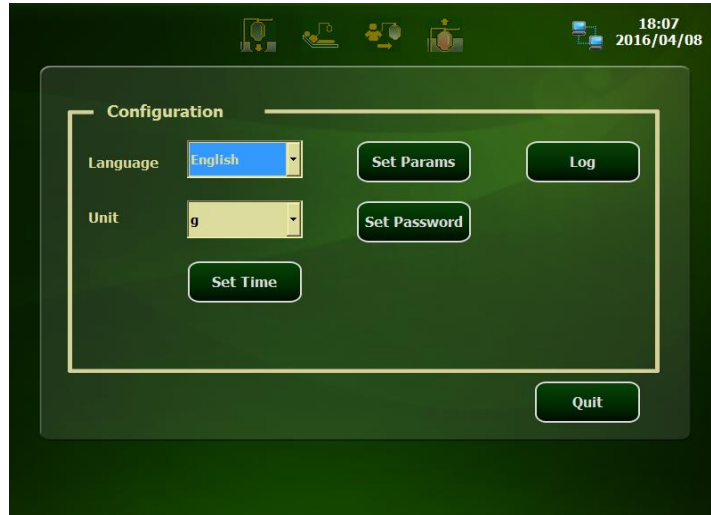 18:07
2016/04/08
Configuration
Language English Set Params Log
Unit g Set Password
Set Time
Quit